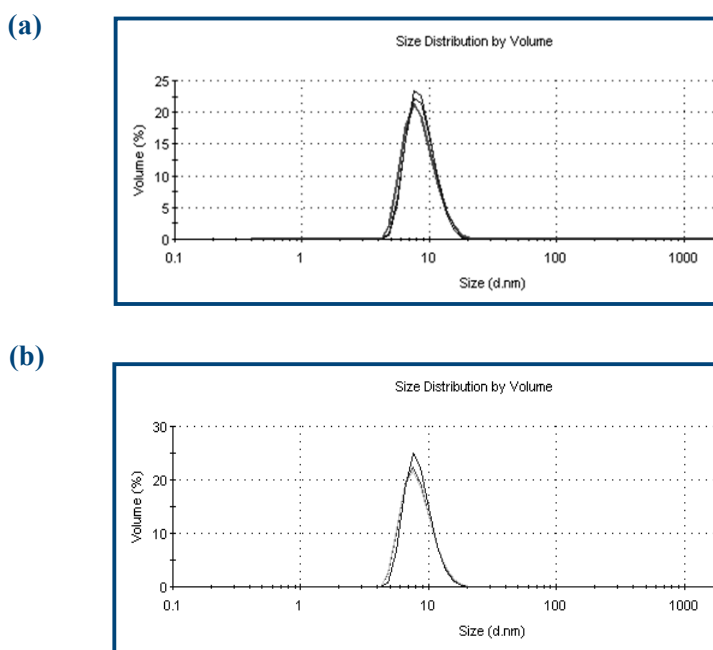 (a)
Size Distribution by Volume
25
20
15
10
5
0
Volume (%)
0.1 1 10 100 1000
Size (d.nm)
(b)
Size Distribution by Volume
30
20
10
0
Volume (%)
0.1 1 10 100 1000
Size (d.nm)